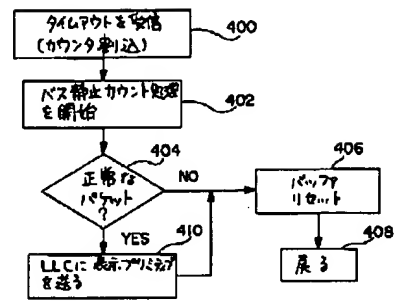 タイムアウトを受信
(カウンタ割込)
400
バス静止カウント処理
を開始
402
404
正常な
パケット
?
NO
YES
406
バッファ
リセット
408
戻る
410
LLCに表示プリミティブ
を送る